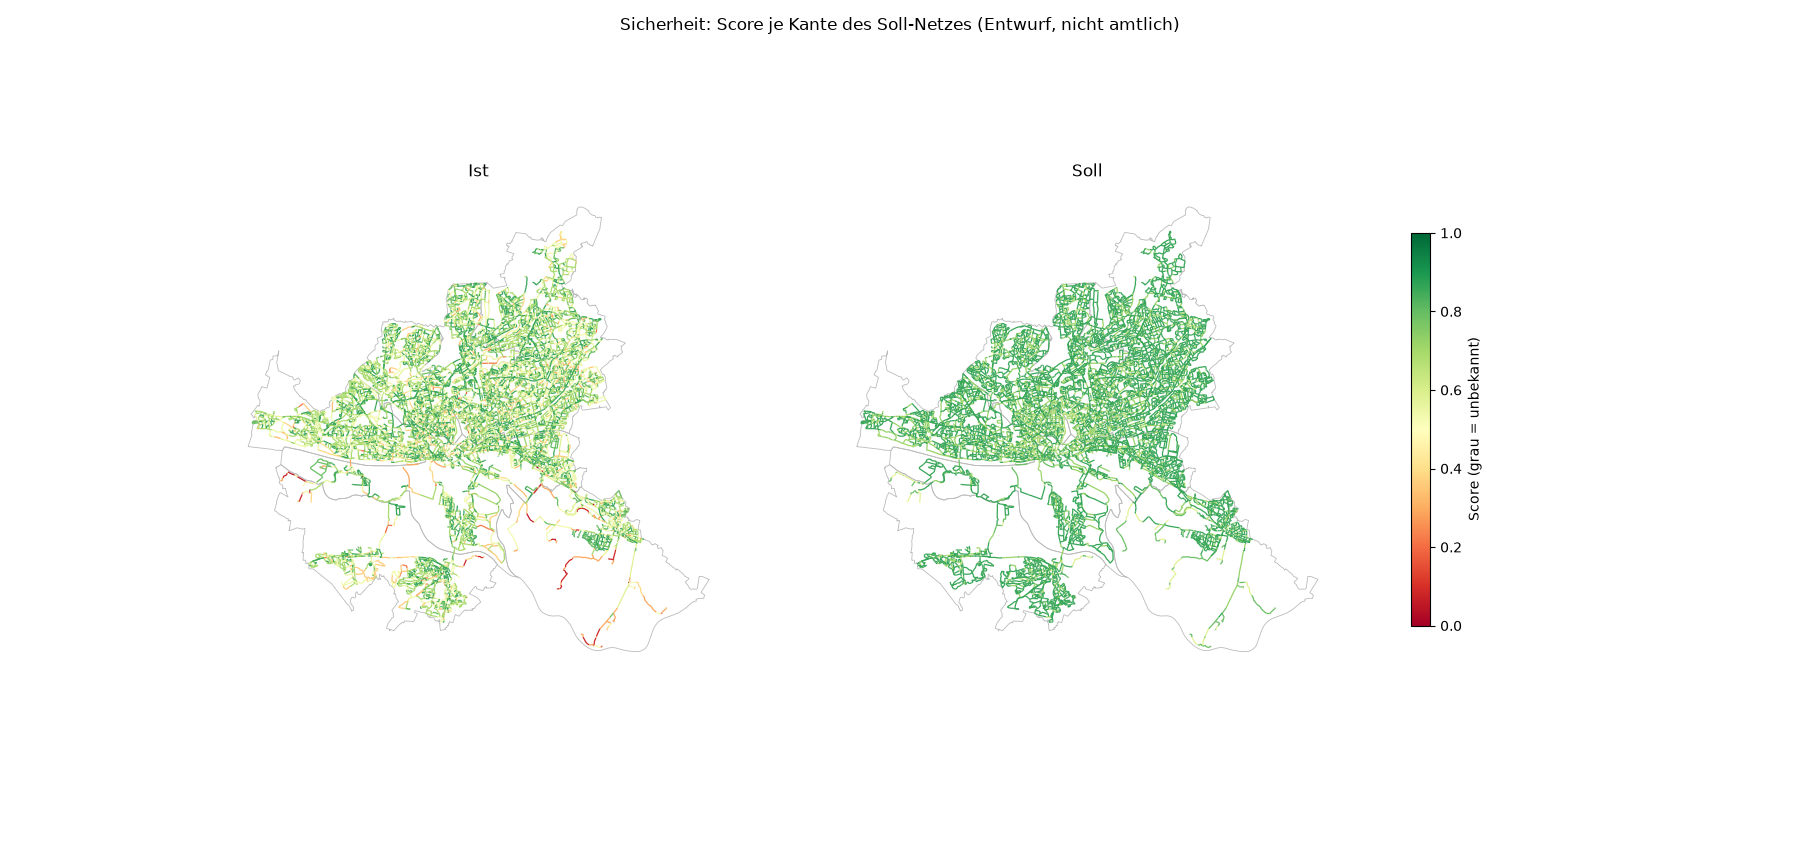 Sicherheit: Score je Kante des Soll-Netzes (Entwurf, nicht amtlich)
Ist
Soll
1.0
0.8
0.6
0.4
0.2
0.0
Score (grau = unbekannt)